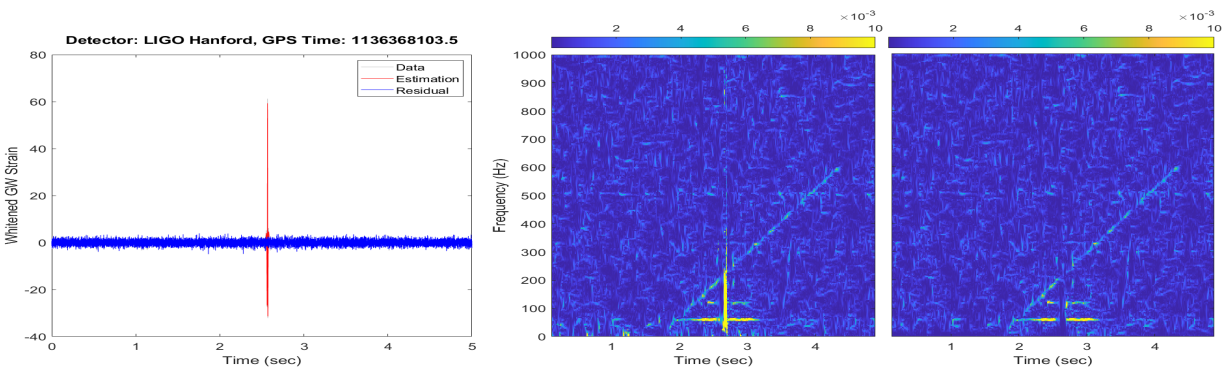 Detector: LIGO Hanford, GPS Time: 1136368103.5
Whitened GW Strain
80
60
40
20
0
-20
-40
0 1 2 3 4 5
Time (sec)
Data
Estimation
Residual
×10-3
2 4 6 8 10
Frequency (Hz)
1000
900
800
700
600
500
400
300
200
100
0
1 2 3 4
Time (sec)
×10-3
2 4 6 8 10
1 2 3 4
Time (sec)